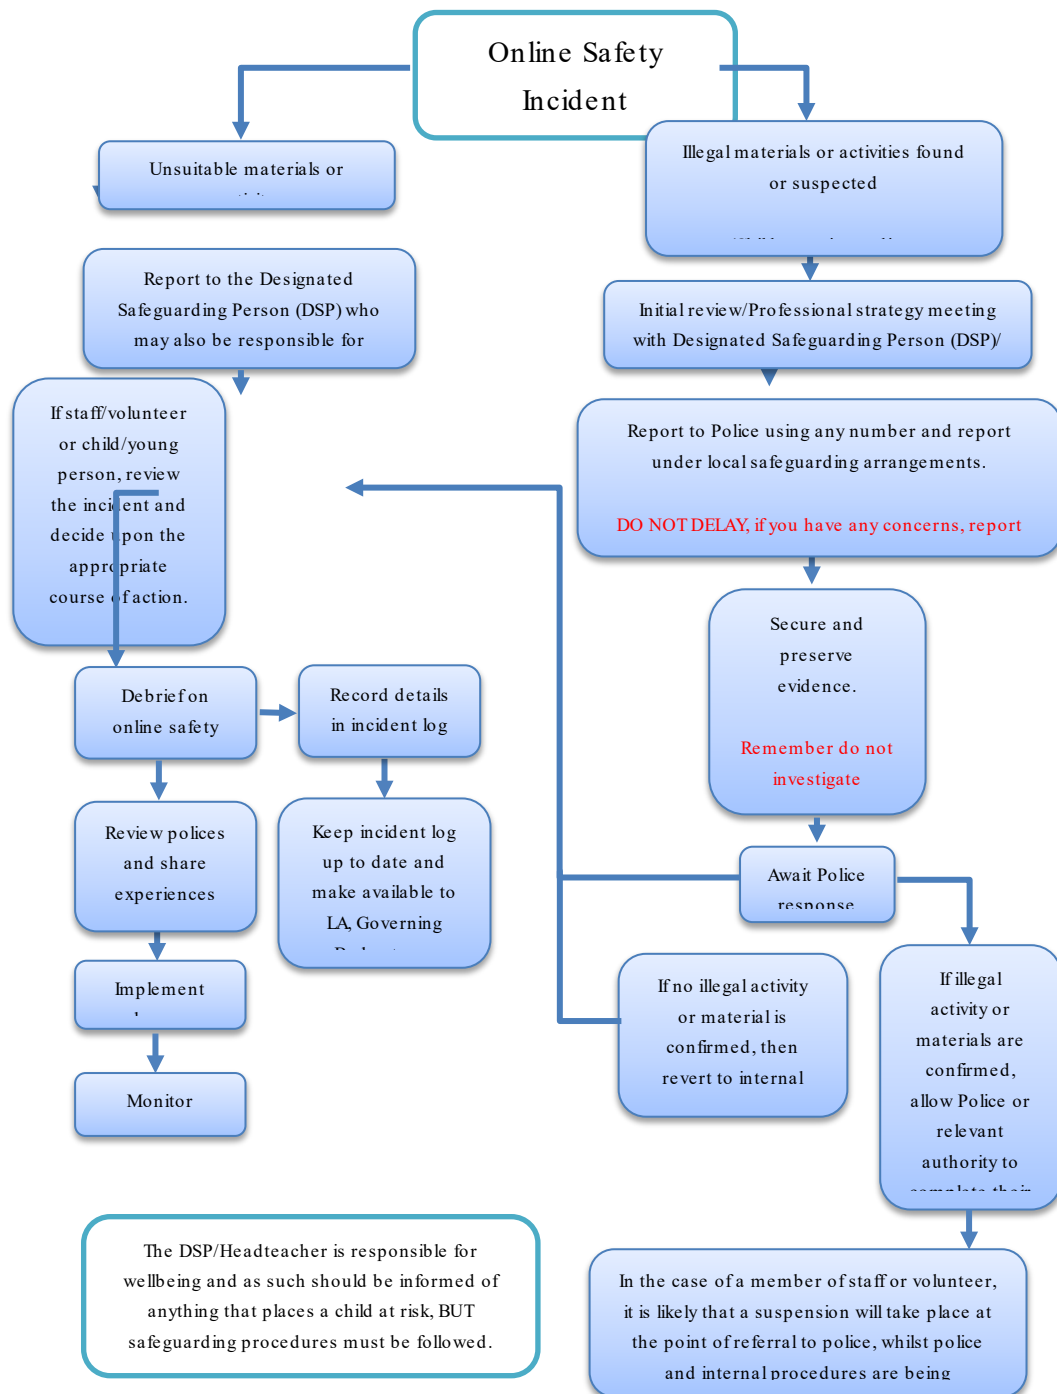 Online Safety
Incident
Unsuitable materials or
Illegal materials or activities found
or suspected
Report to the Designated
Safeguarding Person (DSP) who
may also be responsible for
Initial review/Professional strategy meeting
with Designated Safeguarding Person (DSP)/
If staff/volunteer
or child/young
person, review
the incident and
decide upon the
appropriate
course of action.
Report to Police using any number and report
under local safeguarding arrangements.
DO NOT DELAY, if you have any concerns, report
Secure and
preserve
evidence.
Remember do not
investigate
Debrief on
online safety
Record details
in incident log
Review polices
and share
experiences
Keep incident log
up to date and
make available to
LA, Governing
Await Police
response
Implement
Monitor
If no illegal activity
or material is
confirmed, then
revert to internal
If illegal
activity or
materials are
confirmed,
allow Police or
relevant
authority to
complete their
The DSP/Headteacher is responsible for
wellbeing and as such should be informed of
anything that places a child at risk, BUT
safeguarding procedures must be followed.
In the case of a member of staff or volunteer,
it is likely that a suspension will take place at
the point of referral to police, whilst police
and internal procedures are being